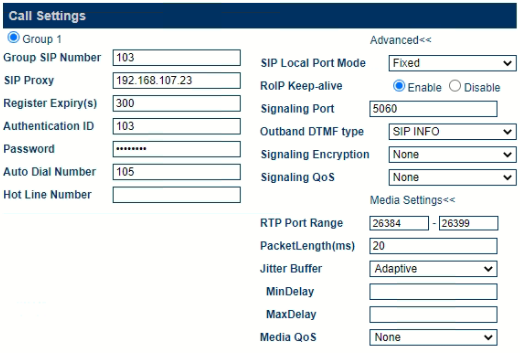 Call Settings
Group 1
Group SIP Number 103
SIP Proxy 192.168.107.23
Register Expiry(s) 300
Authentication ID 103
Password ••••••••
Auto Dial Number 105
Hot Line Number
Advanced<<
SIP Local Port Mode Fixed
RoIP Keep-alive Enable Disable
Signaling Port 5060
Outband DTMF type SIP INFO
Signaling Encryption None
Signaling QoS None
Media Settings<<
RTP Port Range 26384 - 26399
PacketLength(ms) 20
Jitter Buffer Adaptive
MinDelay
MaxDelay
Media QoS None